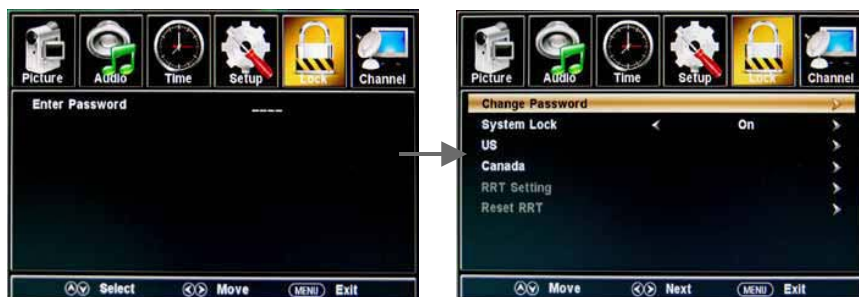 Picture Audio Time Setup Lock Channel
Enter Password ____
Select Move MENU Exit
Picture Audio Time Setup Lock Channel
Change Password
System Lock On
US
Canada
RRT Setting
Reset RRT
Move Next MENU Exit